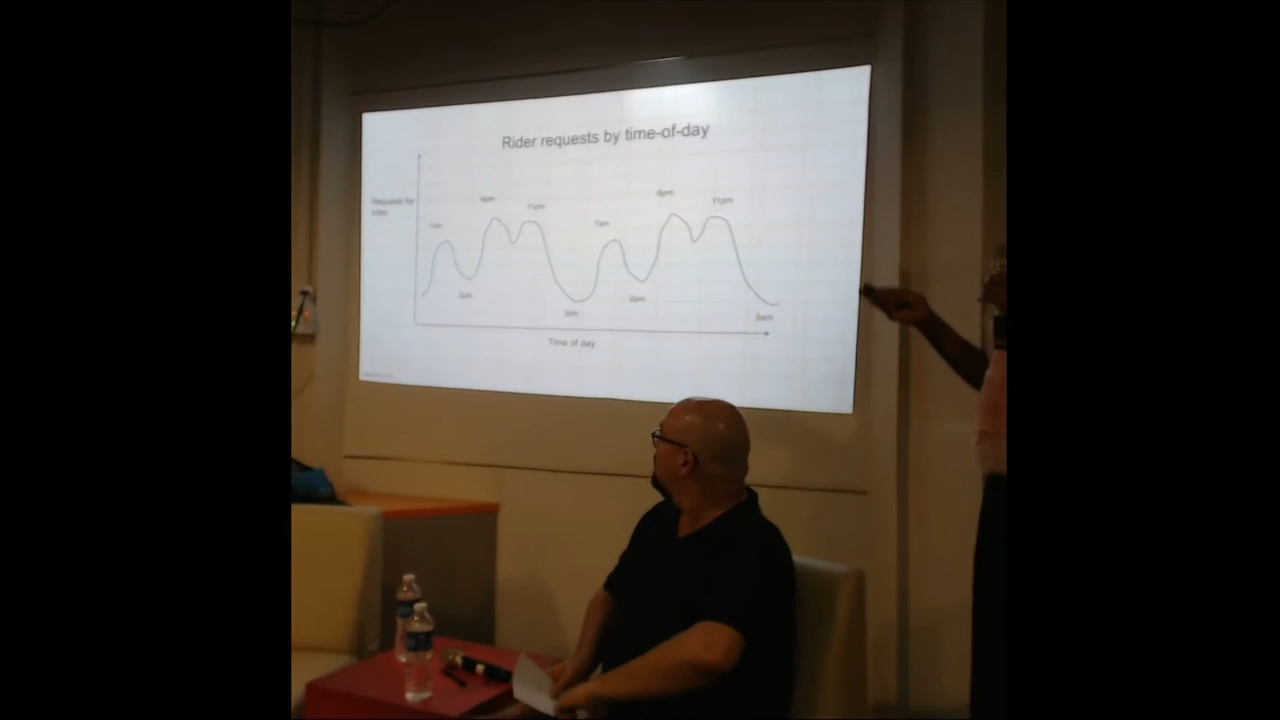 Rider requests by time-of-day
Requests for
rides
6pm
11pm
7am
2pm
3am
7am
6pm
11pm
2pm
3am
Time of day